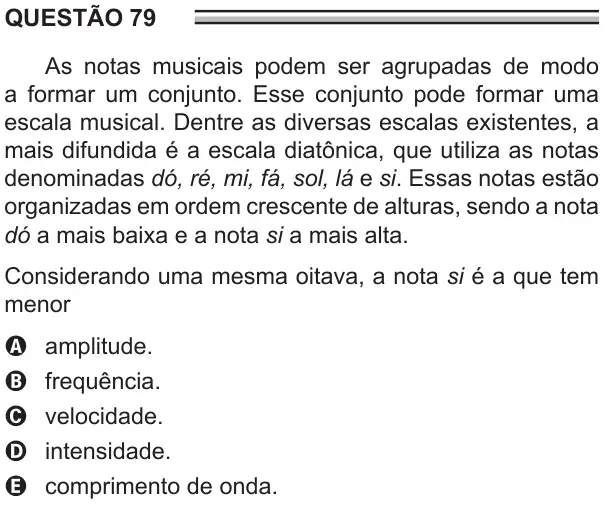 QUESTÃO 79
As notas musicais podem ser agrupadas de modo
a formar um conjunto. Esse conjunto pode formar uma
escala musical. Dentre as diversas escalas existentes, a
mais difundida é a escala diatônica, que utiliza as notas
denominadas dó, ré, mi, fá, sol, lá e si. Essas notas estão
organizadas em ordem crescente de alturas, sendo a nota
dó a mais baixa e a nota si a mais alta.
Considerando uma mesma oitava, a nota si é a que tem
menor
A amplitude.
B frequência.
C velocidade.
D intensidade.
E comprimento de onda.